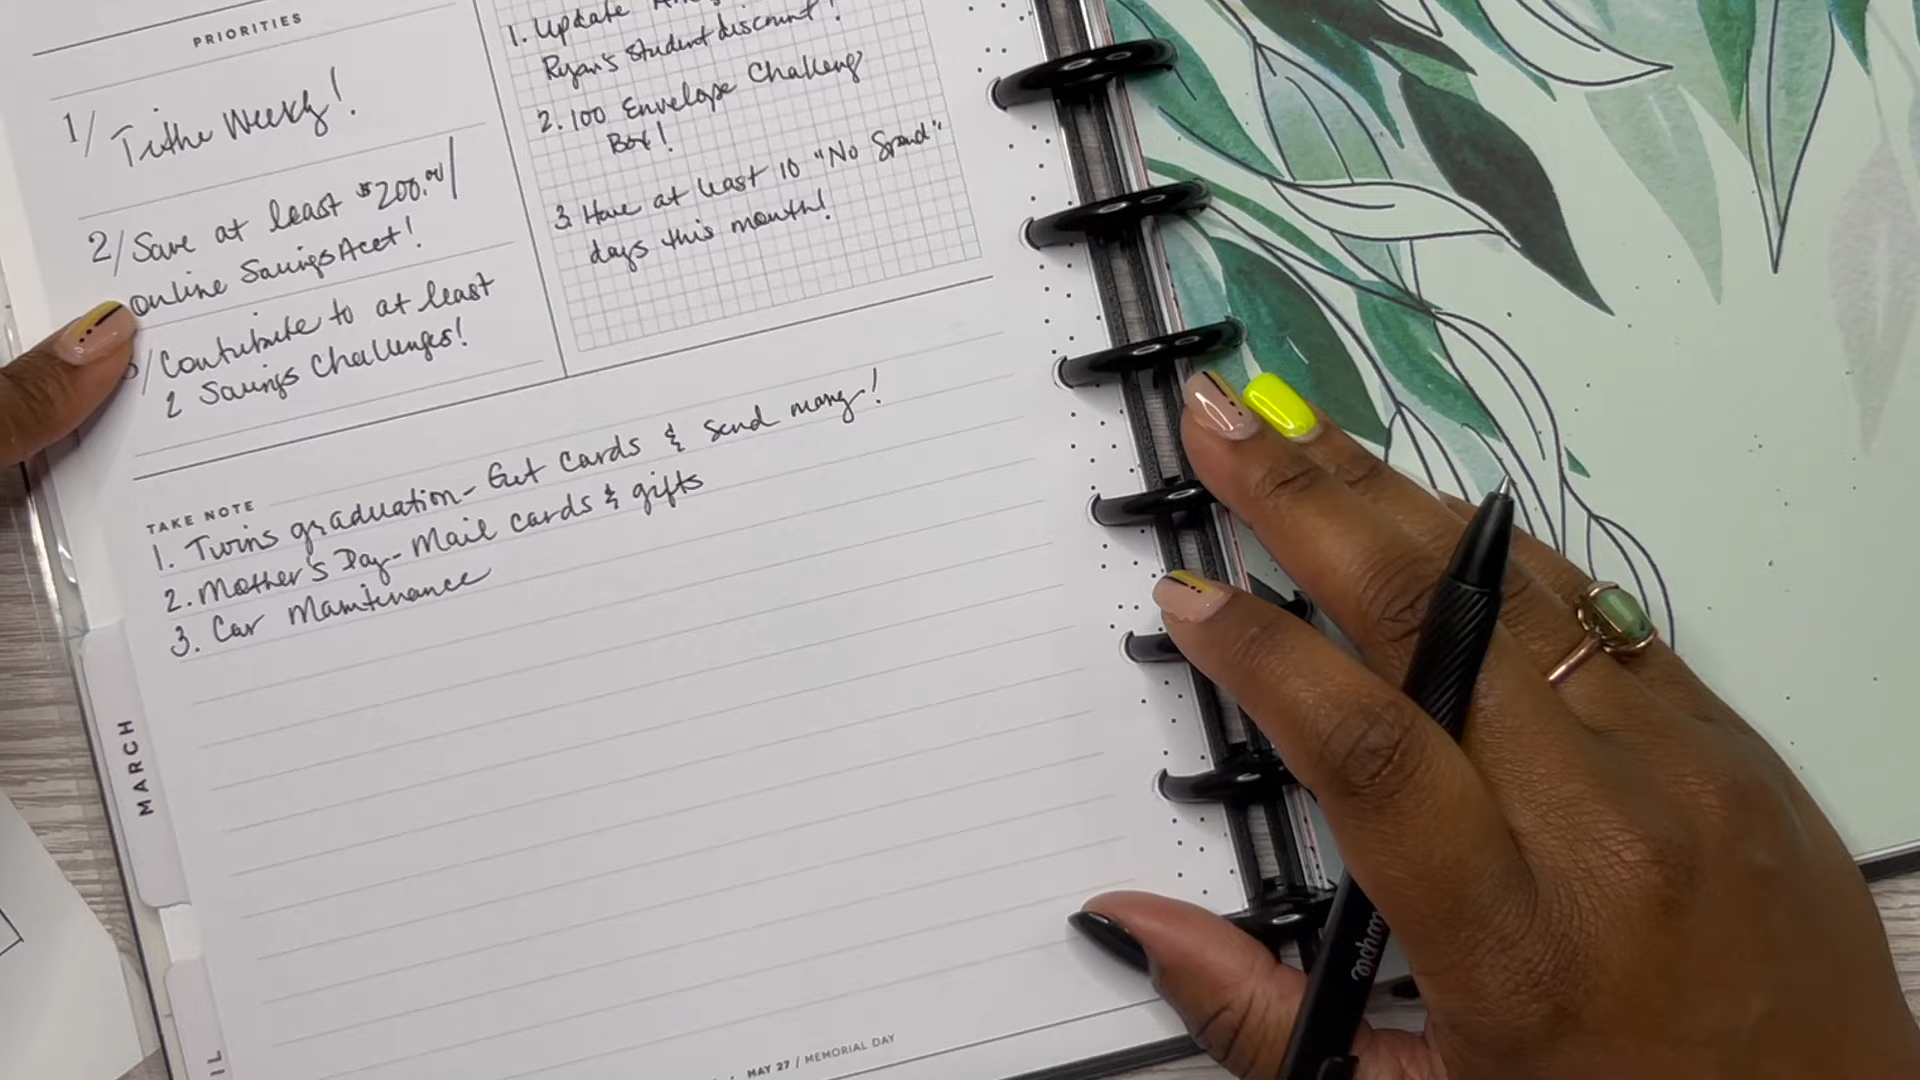 PRIORITIES
1/ Tithe Weekly!
2/ Save at least $200.00/
online Savings Acct!
/ Contribute to at least
2 Savings Challenges!
1. Update
Ryan's student discount!
2. 100 Envelope Challeng
Box!
3. Have at least 10 "No Spend"
days this month!
TAKE NOTE
1. Twins graduation - Get cards & send money!
2. Mother's Day - Mail cards & gifts
3. Car Maintenance
MARCH
IL
MAY 27 / MEMORIAL DAY